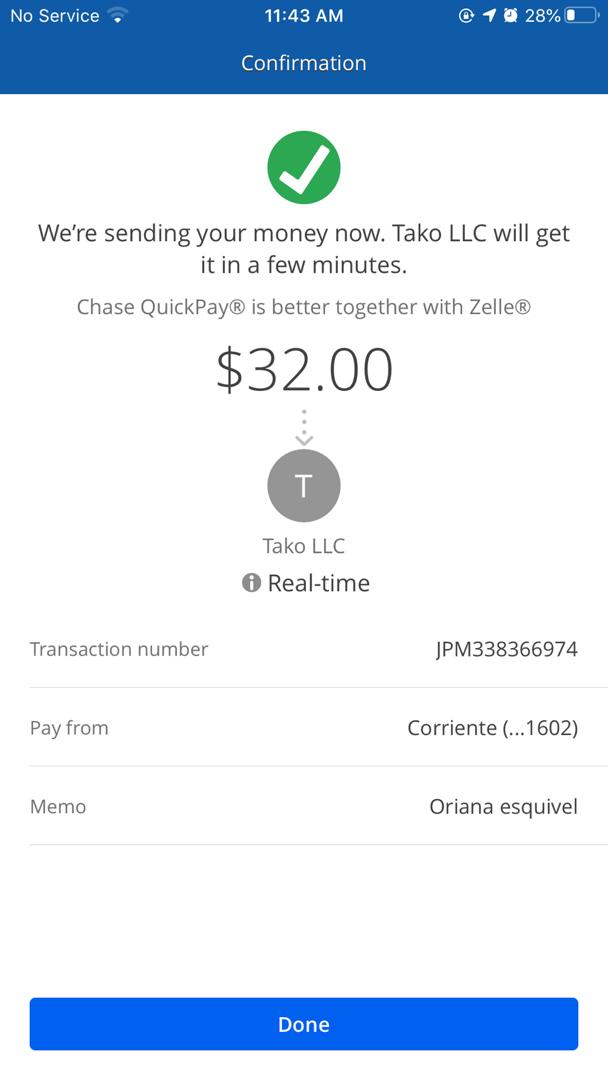 No Service 11:43 AM 28%
Confirmation
We’re sending your money now. Tako LLC will get
it in a few minutes.
Chase QuickPay® is better together with Zelle®
$32.00
T
Tako LLC
Real-time
Transaction number JPM338366974
Pay from Corriente (...1602)
Memo Oriana esquivel
Done